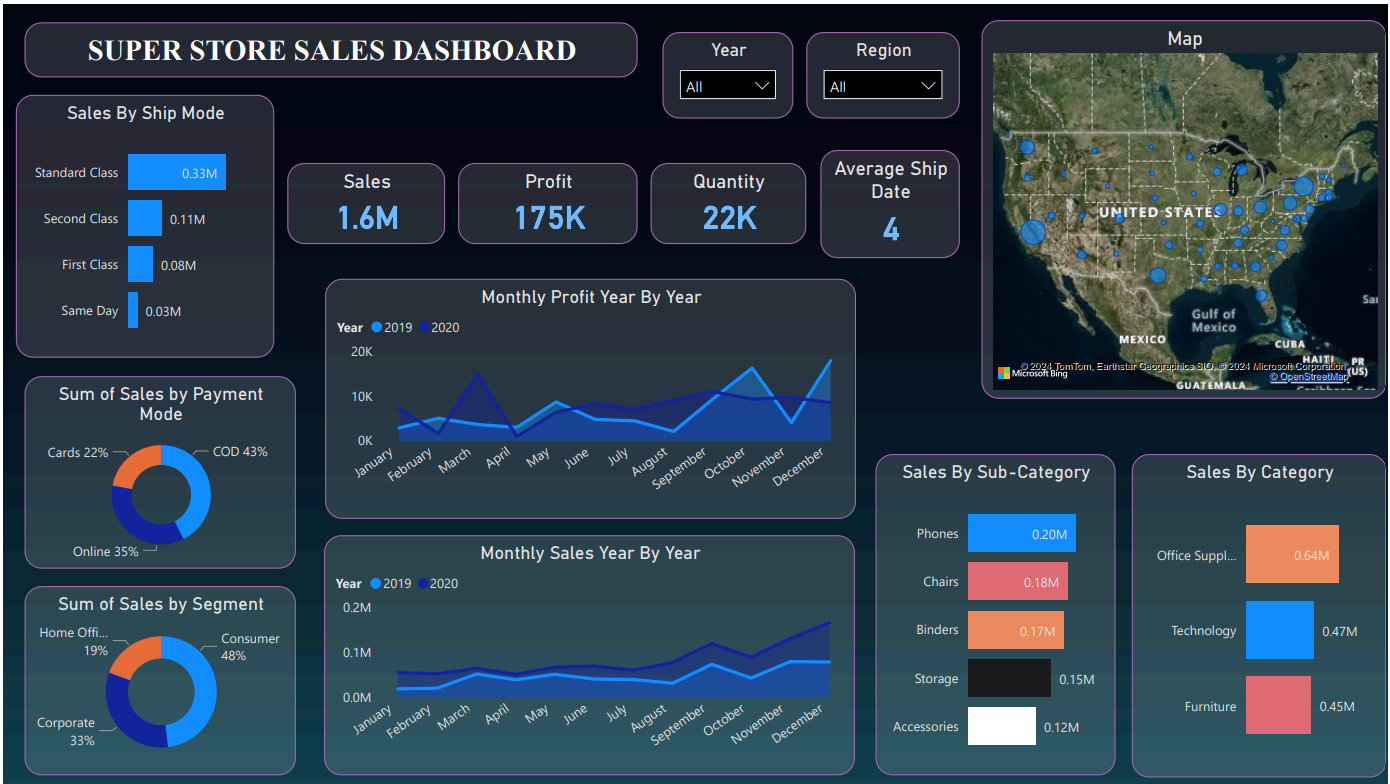 SUPER STORE SALES DASHBOARD
Year
All
Region
All
Map
UNITED STATES
MEXICO
Gulf of
Mexico
CUBA
HAITI
PR
(US)
GUATEMALA
Microsoft Bing
© 2024 TomTom, Earthstar Geographics SIO, © 2024 Microsoft Corporation,
© OpenStreetMap
Sales By Ship Mode
Standard Class
0.33M
Second Class
0.11M
First Class
0.08M
Same Day
0.03M
Sales
1.6M
Profit
175K
Quantity
22K
Average Ship
Date
4
Sum of Sales by Payment
Mode
Cards 22%
COD 43%
Online 35%
Sum of Sales by Segment
Home Offi...
19%
Consumer
48%
Corporate
33%
Monthly Profit Year By Year
Year 2019 2020
20K
10K
0K
January
February
March
April
May
June
July
August
September
October
November
December
Monthly Sales Year By Year
Year 2019 2020
0.2M
0.1M
0.0M
January
February
March
April
May
June
July
August
September
October
November
December
Sales By Sub-Category
Phones
0.20M
Chairs
0.18M
Binders
0.17M
Storage
0.15M
Accessories
0.12M
Sales By Category
Office Suppl...
0.64M
Technology
0.47M
Furniture
0.45M